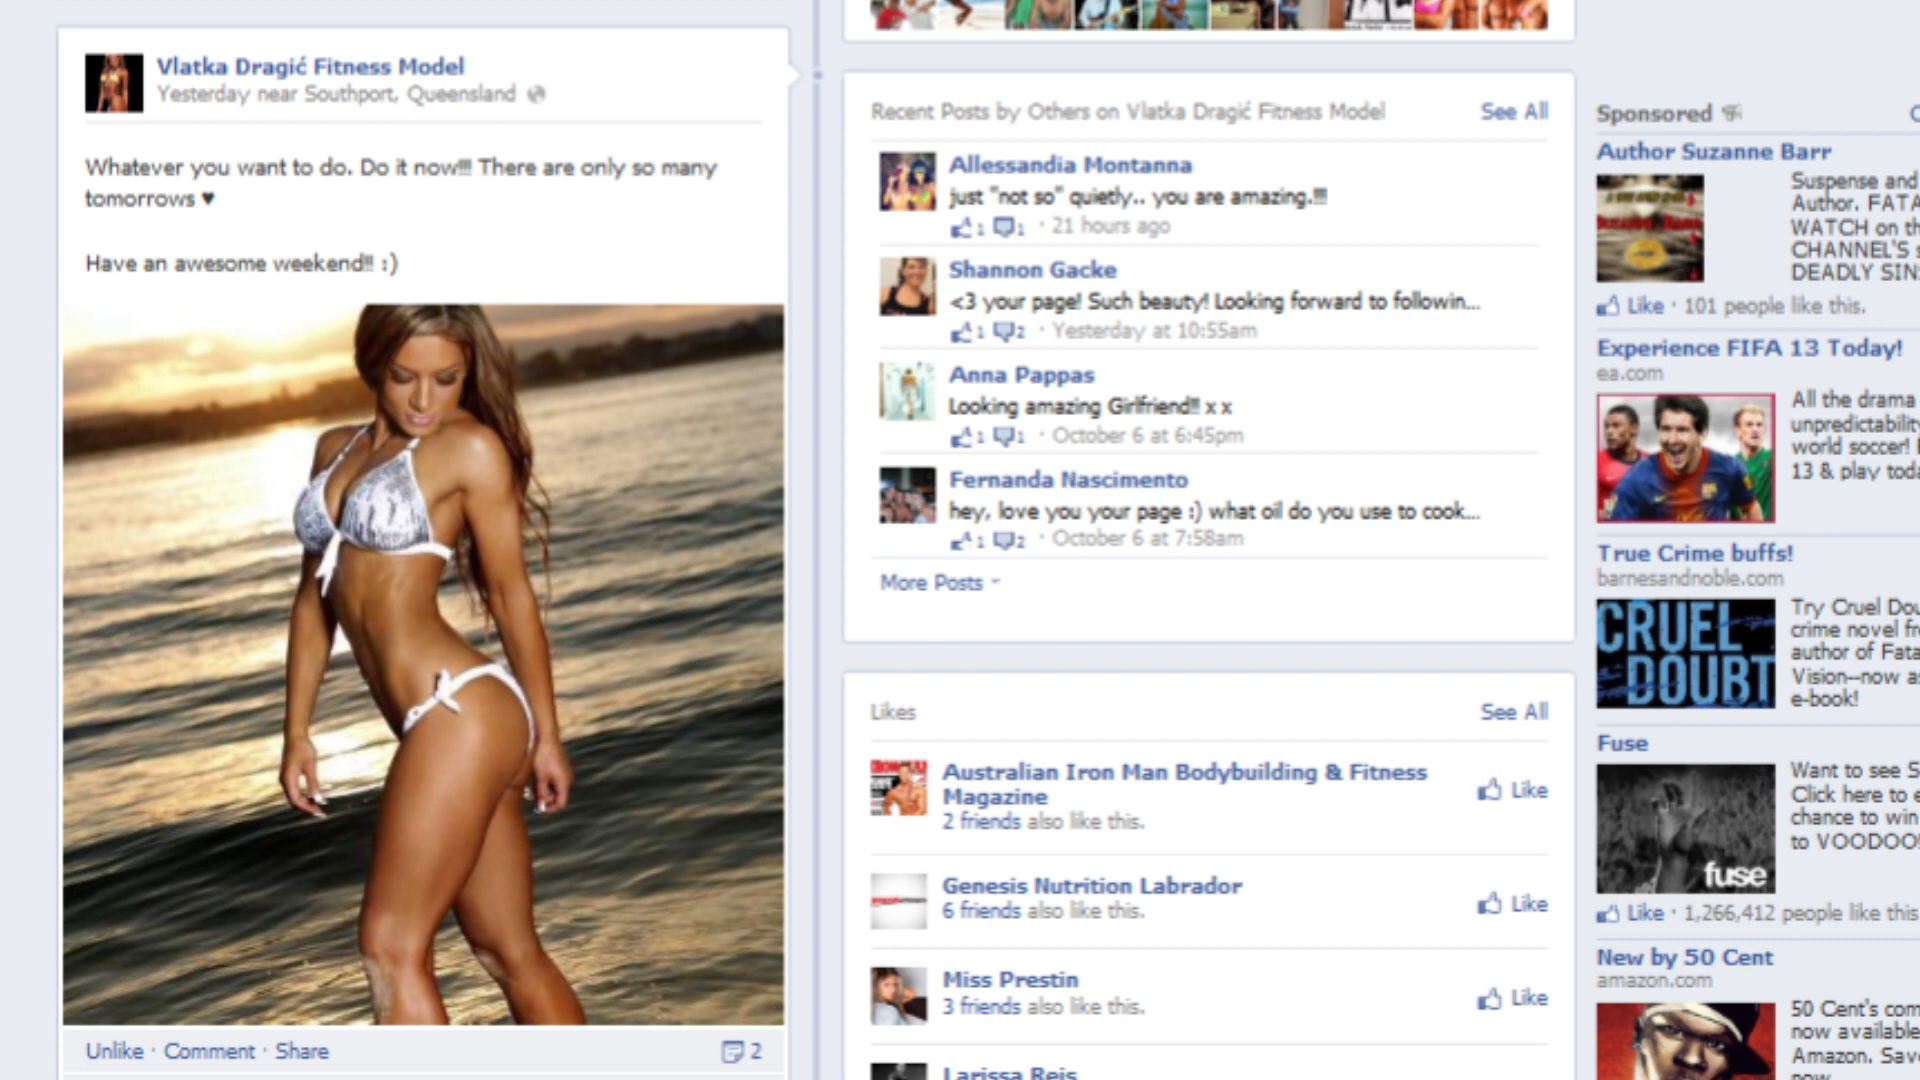 Vlatka Dragić Fitness Model
Yesterday near Southport, Queensland
Whatever you want to do. Do it now!!! There are only so many
tomorrows ♥
Have an awesome weekend!! :)
Unlike · Comment · Share
2
Recent Posts by Others on Vlatka Dragić Fitness Model
See All
Allessandia Montanna
just "not so" quietly.. you are amazing.!!!
1 1 · 21 hours ago
Shannon Gacke
<3 your page! Such beauty! Looking forward to followin...
1 2 · Yesterday at 10:55am
Anna Pappas
Looking amazing Girlfriend!! x x
1 1 · October 6 at 6:45pm
Fernanda Nascimento
hey, love you your page :) what oil do you use to cook...
1 2 · October 6 at 7:58am
More Posts
Likes
See All
Australian Iron Man Bodybuilding & Fitness
Magazine
2 friends also like this.
Like
Genesis Nutrition Labrador
6 friends also like this.
Like
Miss Prestin
3 friends also like this.
Like
Larissa Reis
Sponsored
Author Suzanne Barr
Suspense and
Author. FATA
WATCH on th
CHANNEL'S s
DEADLY SIN
Like · 101 people like this.
Experience FIFA 13 Today!
ea.com
All the drama
unpredictability
world soccer!
13 & play toda
True Crime buffs!
barnesandnoble.com
CRUEL
DOUBT
Try Cruel Dou
crime novel fr
author of Fata
Vision--now as
e-book!
Fuse
fuse
Want to see S
Click here to e
chance to win
to VOODOO
Like · 1,266,412 people like this
New by 50 Cent
amazon.com
50 Cent's com
now available
Amazon. Sav
now